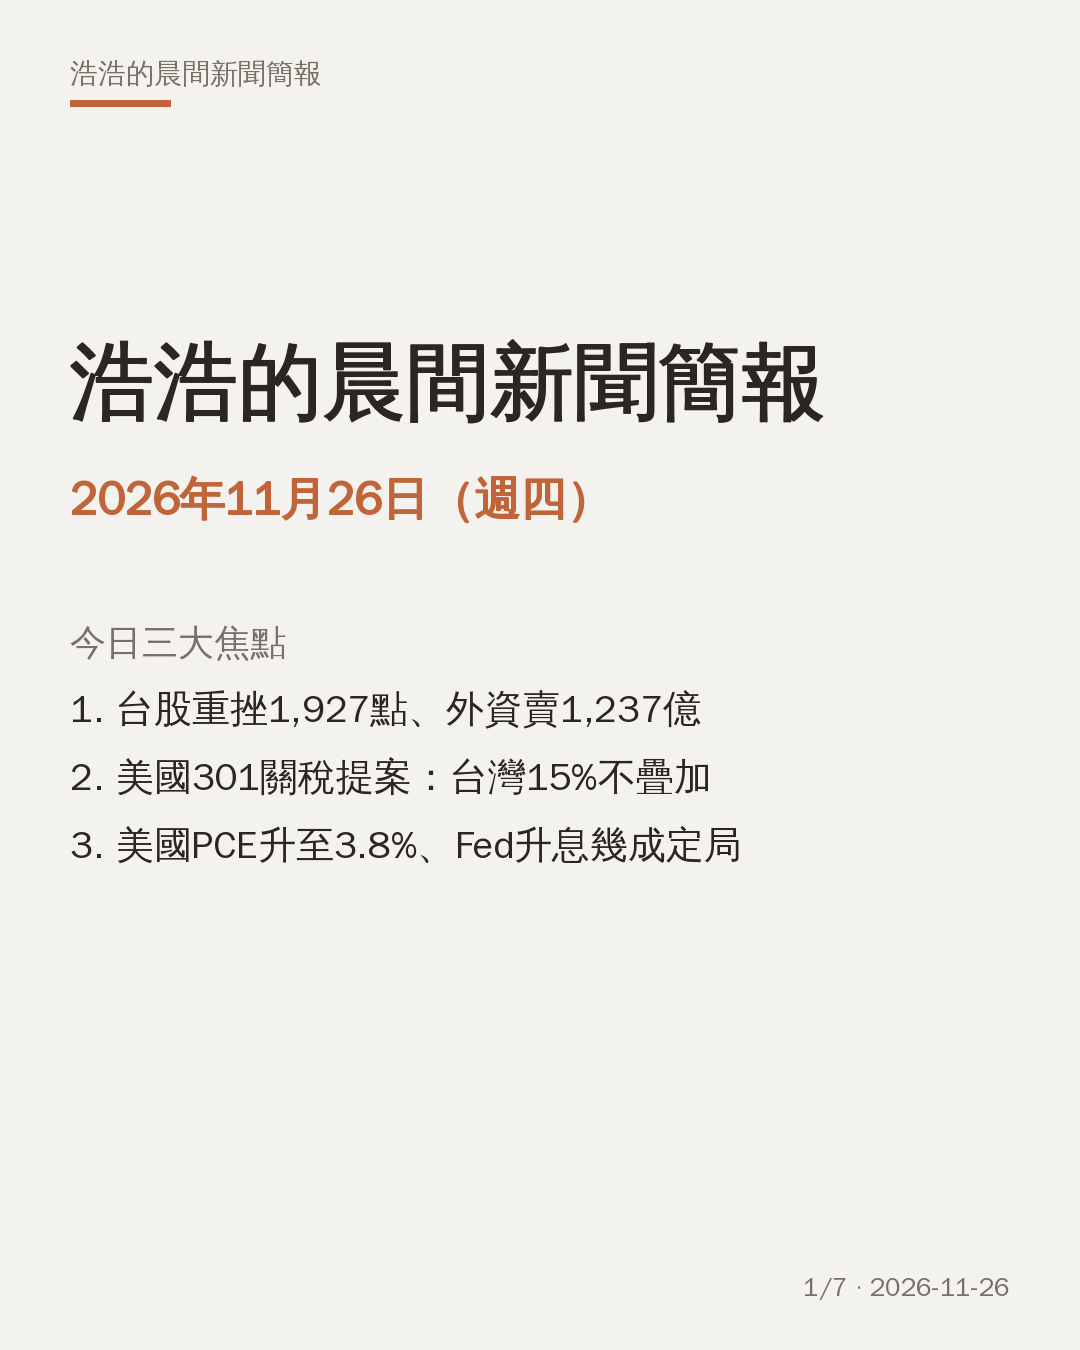 浩浩的晨間新聞簡報
浩浩的晨間新聞簡報
2026年11月26日（週四）
今日三大焦點
1. 台股重挫1,927點、外資賣1,237億
2. 美國301關稅提案：台灣15%不疊加
3. 美國PCE升至3.8%、Fed升息幾成定局
1/7 · 2026-11-26